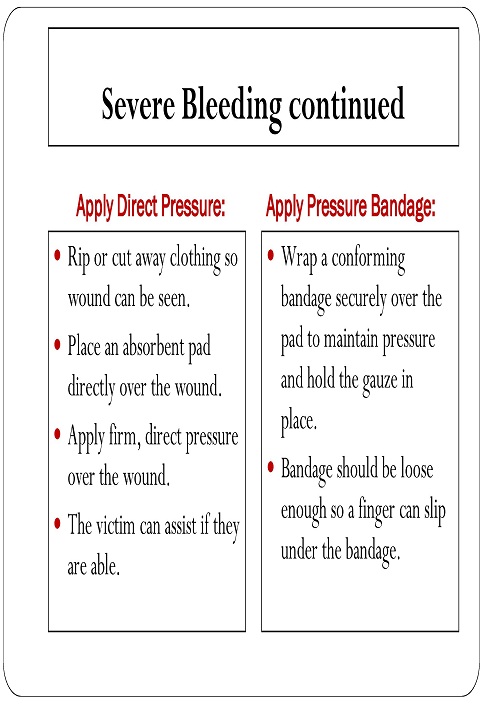 Severe Bleeding continued
Apply Direct Pressure:
• Rip or cut away clothing so
wound can be seen.
• Place an absorbent pad
directly over the wound.
• Apply firm, direct pressure
over the wound.
• The victim can assist if they
are able.
Apply Pressure Bandage:
• Wrap a conforming
bandage securely over the
pad to maintain pressure
and hold the gauze in
place.
• Bandage should be loose
enough so a finger can slip
under the bandage.